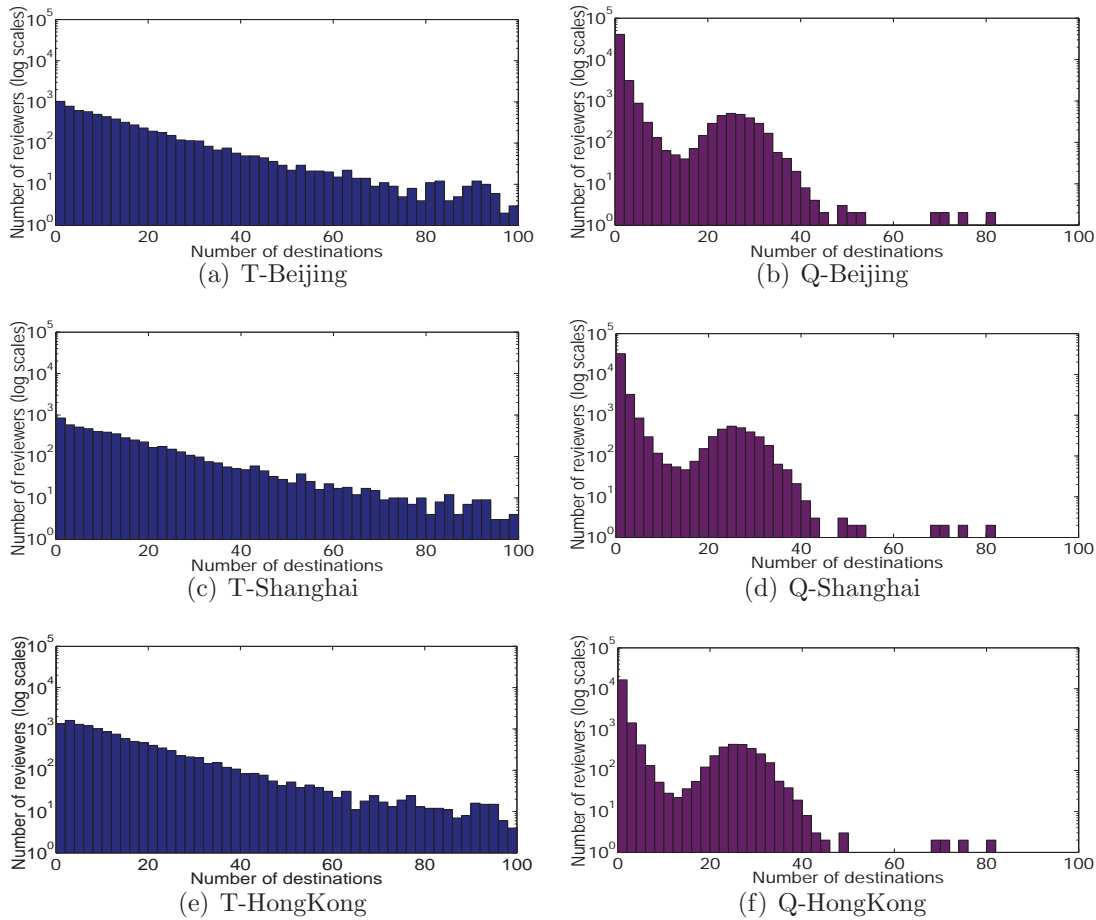 Number of reviewers (log scales)
10^5
10^4
10^3
10^2
10^1
10^0
0 20 40 60 80 100
Number of destinations
(a) T-Beijing
Number of reviewers (log scales)
10^5
10^4
10^3
10^2
10^1
10^0
0 20 40 60 80 100
Number of destinations
(b) Q-Beijing
Number of reviewers (log scales)
10^5
10^4
10^3
10^2
10^1
10^0
0 20 40 60 80 100
Number of destinations
(c) T-Shanghai
Number of reviewers (log scales)
10^5
10^4
10^3
10^2
10^1
10^0
0 20 40 60 80 100
Number of destinations
(d) Q-Shanghai
Number of reviewers (log scales)
10^5
10^4
10^3
10^2
10^1
10^0
0 20 40 60 80 100
Number of destinations
(e) T-HongKong
Number of reviewers (log scales)
10^5
10^4
10^3
10^2
10^1
10^0
0 20 40 60 80 100
Number of destinations
(f) Q-HongKong